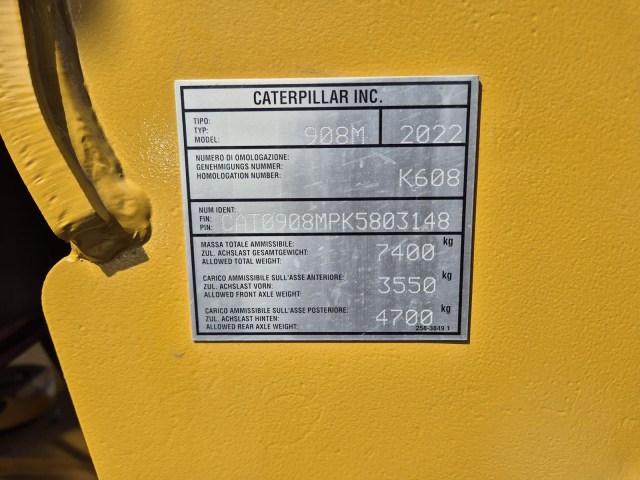 CATERPILLAR INC.
TIPO:
TYP:
MODEL: 908M 2022
NUMERO DI OMOLOGAZIONE:
GENEHMIGUNGS NUMMER:
HOMOLOGATION NUMBER: K608
NUM IDENT:
FIN:
PIN: CAT0908MPK5803148
MASSA TOTALE AMMISSIBILE:
ZUL. ACHSLAST GESAMTGEWICHT: 7400 kg
ALLOWED TOTAL WEIGHT:
CARICO AMMISSIBILE SULL'ASSE ANTERIORE:
ZUL. ACHSLAST VORN: 3550 kg
ALLOWED FRONT AXLE WEIGHT:
CARICO AMMISSIBILE SULL'ASSE POSTERIORE:
ZUL. ACHSLAST HINTEN: 4700 kg
ALLOWED REAR AXLE WEIGHT:
258-3849 1